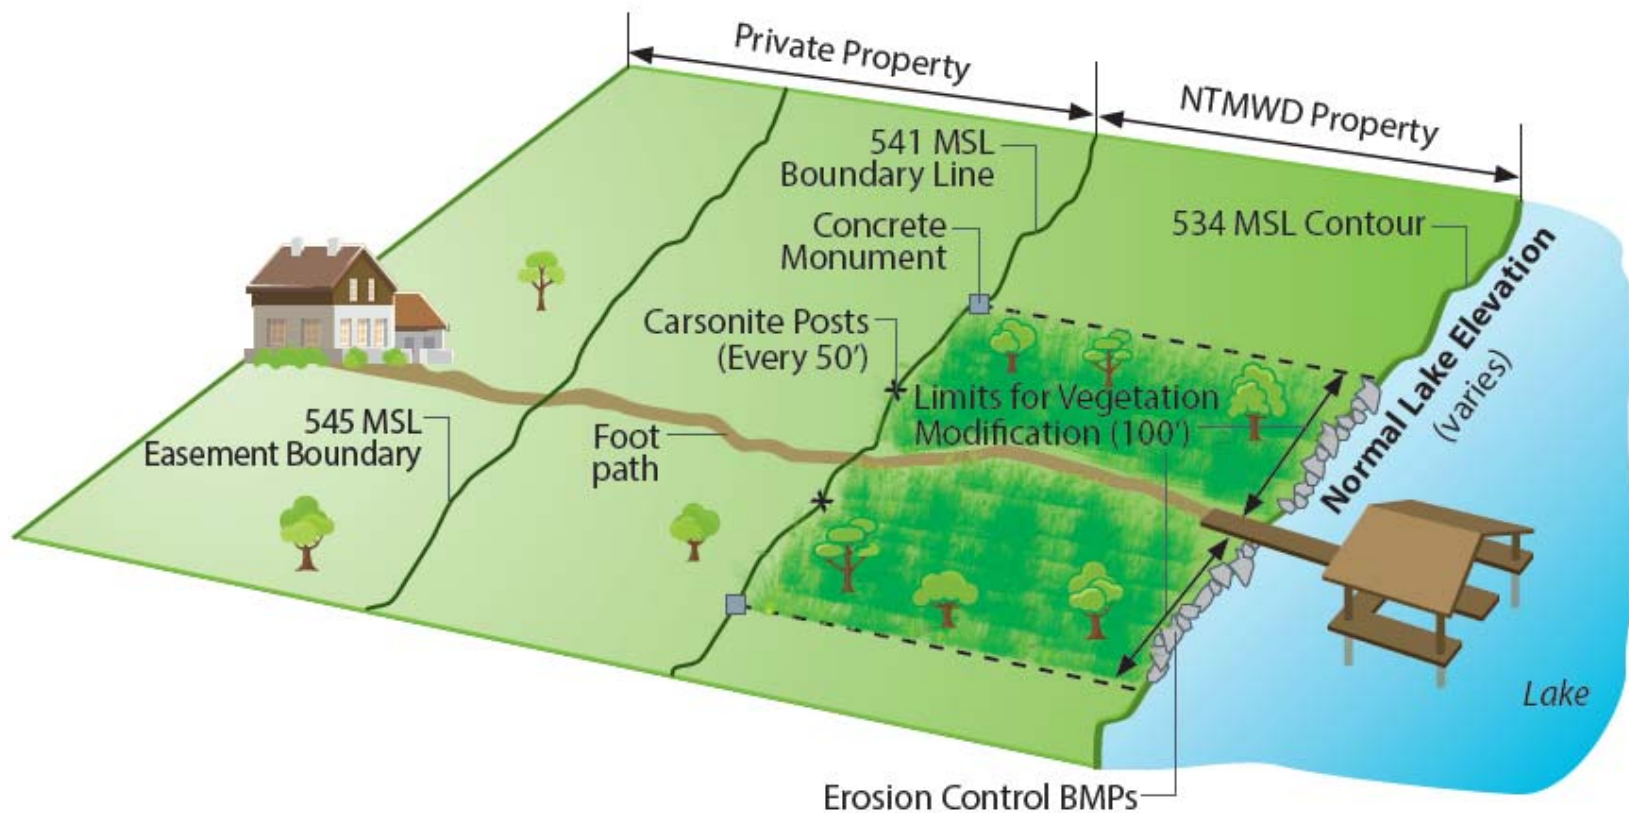 Private Property
NTMWD Property
541 MSL
Boundary Line
534 MSL Contour
Concrete
Monument
Normal Lake Elevation
(varies)
Carsonite Posts
(Every 50')
Limits for Vegetation
Modification (100')
545 MSL
Easement Boundary
Foot
path
Lake
Erosion Control BMPs